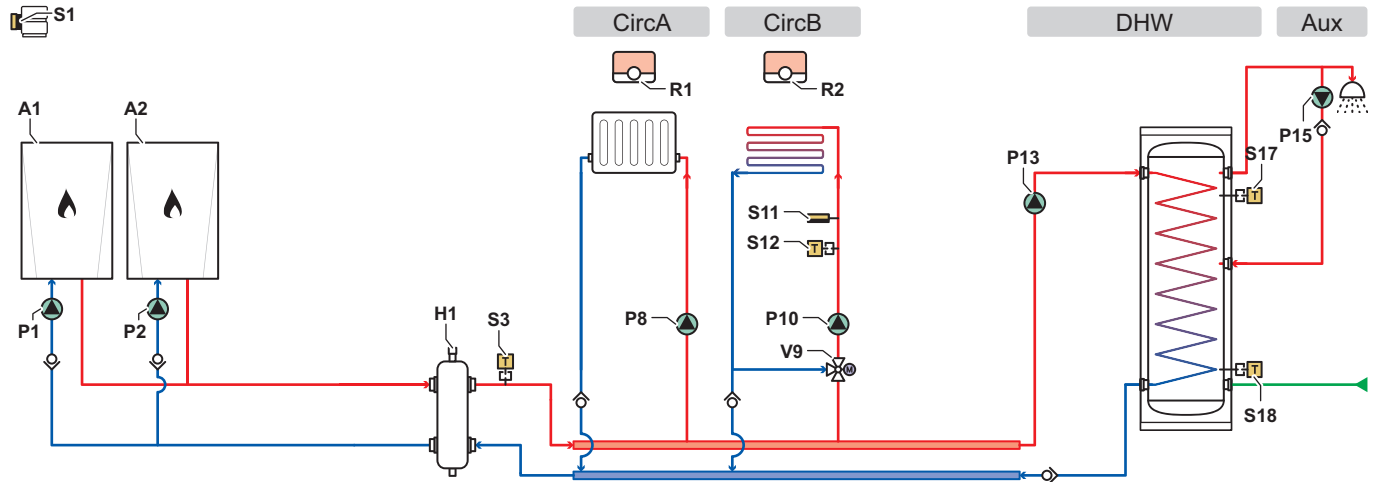 S1
CircA
CircB
DHW
Aux
R1
R2
A1
A2
P15
S17
P13
S11
T
S12
T
T
P1
P2
H1
S3
T
P8
P10
V9
M
T
S18